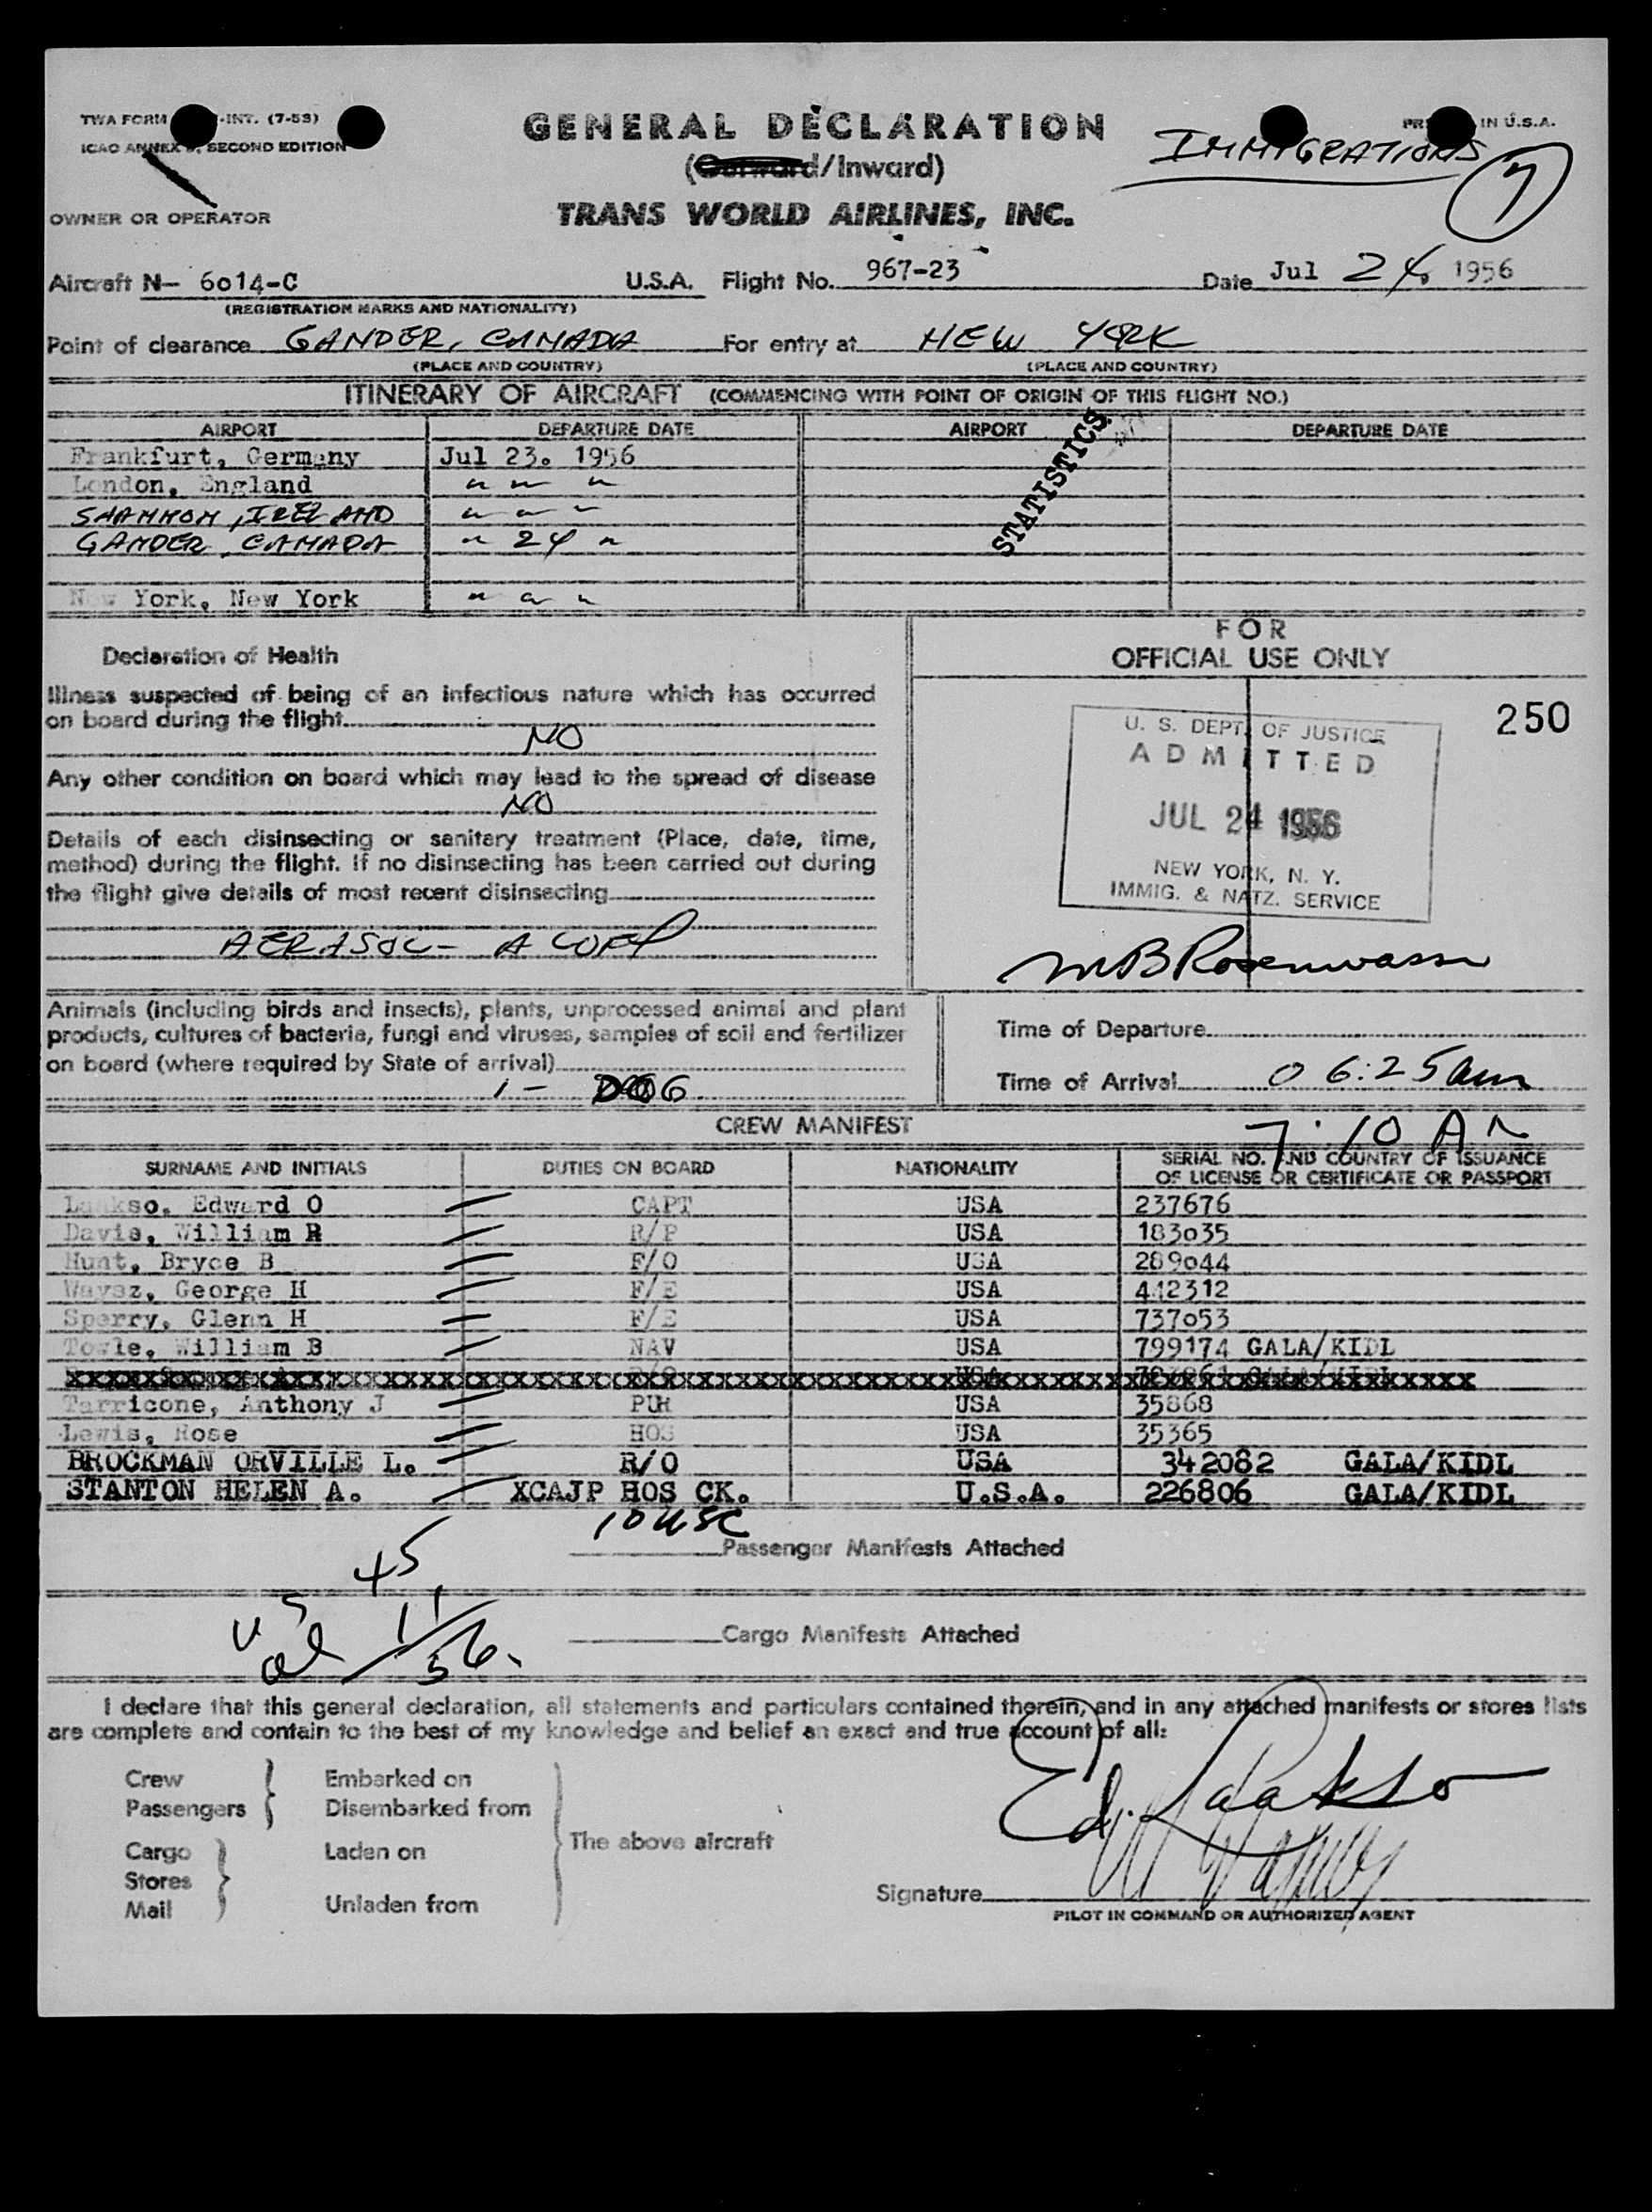 TWA FORM -INT. (7-53)
ICAO ANNEX 9, SECOND EDITION
GENERAL DECLARATION
(Outward/Inward)
IMMIGRATIONS
7
IN U.S.A.
OWNER OR OPERATOR
TRANS WORLD AIRLINES, INC.
Aircraft N- 6014-C U.S.A. Flight No. 967-23 Date Jul 24, 1956
(REGISTRATION MARKS AND NATIONALITY)
Point of clearance GANDER, CANADA For entry at NEW YORK
(PLACE AND COUNTRY) (PLACE AND COUNTRY)
ITINERARY OF AIRCRAFT (COMMENCING WITH POINT OF ORIGIN OF THIS FLIGHT NO.)
AIRPORT DEPARTURE DATE AIRPORT DEPARTURE DATE
Frankfurt, Germany Jul 23. 1956
London, England " " "
SHANNON, IRELAND " " "
GANDER, CANADA " 24 "
New York, New York " " "
STATISTICS
Declaration of Health
FOR
OFFICIAL USE ONLY
Illness suspected of being of an infectious nature which has occurred
on board during the flight
NO
Any other condition on board which may lead to the spread of disease
NO
Details of each disinsecting or sanitary treatment (Place, date, time,
method) during the flight. If no disinsecting has been carried out during
the flight give details of most recent disinsecting
250
U. S. DEPT. OF JUSTICE
ADMITTED
JUL 24 1956
NEW YORK, N. Y.
IMMIG. & NATZ. SERVICE
Animals (including birds and insects), plants, unprocessed animal and plant
products, cultures of bacteria, fungi and viruses, samples of soil and fertilizer
on board (where required by State of arrival)
1 - DOG
Time of Departure
Time of Arrival 06:25 am
7:10 AM
CREW MANIFEST
SURNAME AND INITIALS DUTIES ON BOARD NATIONALITY SERIAL NO. AND COUNTRY OF ISSUANCE
OF LICENSE OR CERTIFICATE OR PASSPORT
Laakso, Edward O CAPT USA 237676
Davis, William R R/P USA 183035
Hunt, Bryce B F/O USA 289044
George H F/E USA 442312
Sperry, Glenn H F/E USA 737053
Towle, William B NAV USA 799174 GALA/KIDL
Tarricone, Anthony J PUR USA 35868
Lewis, Rose HOS USA 35365
BROCKMAN ORVILLE L. R/O USA 342082 GALA/KIDL
STANTON HELEN A. XCAJP HOS CK. U.S.A. 226806 GALA/KIDL
Passenger Manifests Attached
45
US 11
56
Cargo Manifests Attached
I declare that this general declaration, all statements and particulars contained therein, and in any attached manifests or stores lists
are complete and contain to the best of my knowledge and belief an exact and true account of all:
Crew Embarked on
Passengers Disembarked from
The above aircraft
Cargo Laden on
Stores
Mail Unladen from
Ed. Laakso
Signature
PILOT IN COMMAND OR AUTHORIZED AGENT